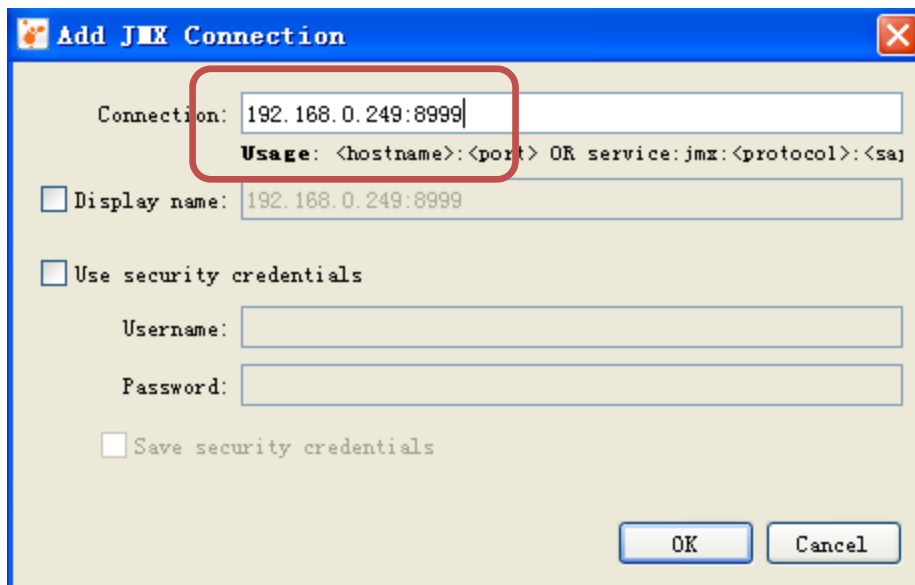 Add JMX Connection
Connection: 192.168.0.249:8999
Usage: <hostname>:<port> OR service:jmx:<protocol>:<sap
Display name: 192.168.0.249:8999
Use security credentials
Username:
Password:
Save security credentials
OK Cancel